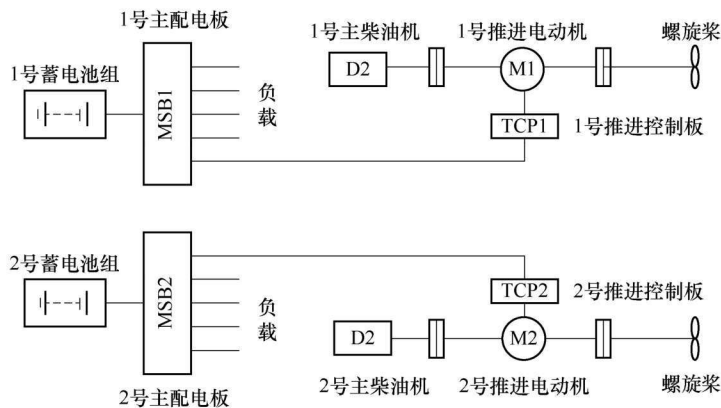 1号主配电板
1号主柴油机
1号推进电动机
螺旋桨
1号蓄电池组
MSB1
负载
D2
M1
TCP1
1号推进控制板
2号蓄电池组
MSB2
负载
TCP2
2号推进控制板
D2
M2
2号主配电板
2号主柴油机
2号推进电动机
螺旋桨